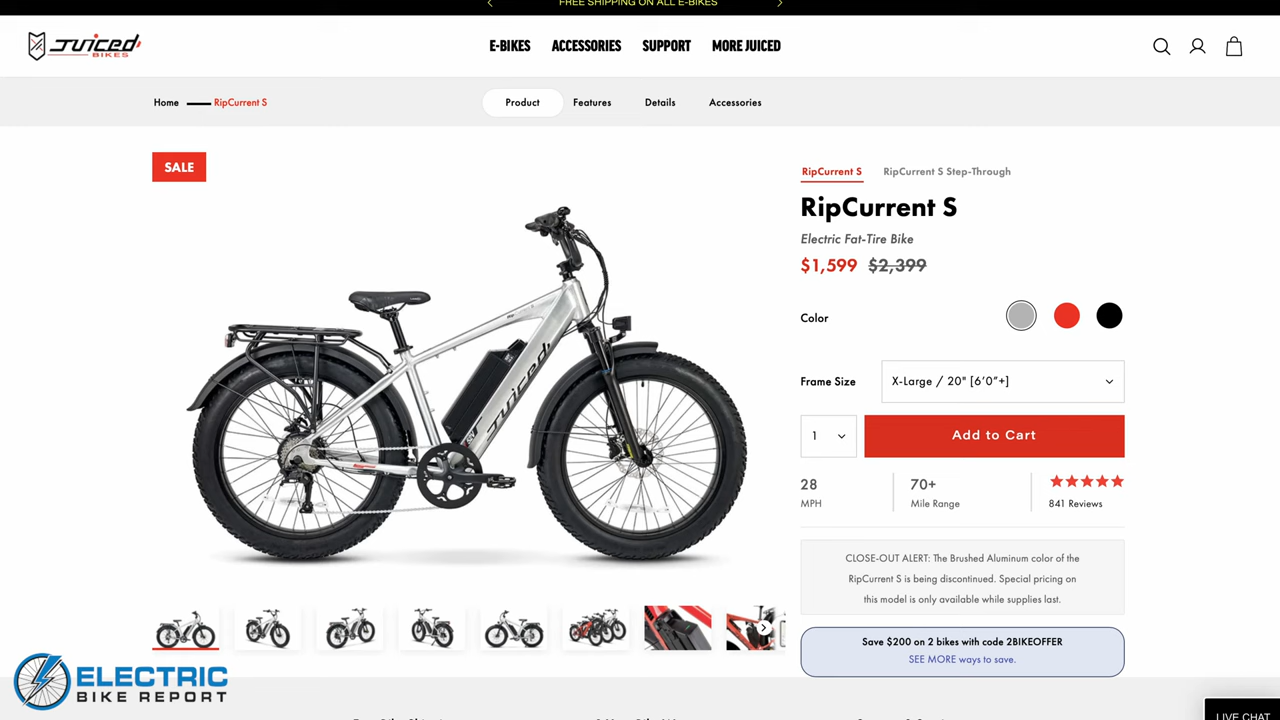 FREE SHIPPING ON ALL E-BIKES
JUICED
BIKES
E-BIKES ACCESSORIES SUPPORT MORE JUICED
Home RipCurrent S
Product Features Details Accessories
SALE
RipCurrent S RipCurrent S Step-Through
RipCurrent S
Electric Fat-Tire Bike
$1,599 $2,399
Color
Frame Size X-Large / 20" [6’0”+]
1 Add to Cart
28 70+
MPH Mile Range 841 Reviews
CLOSE-OUT ALERT: The Brushed Aluminum color of the
RipCurrent S is being discontinued. Special pricing on
this model is only available while supplies last.
Save $200 on 2 bikes with code 2BIKEOFFER
SEE MORE ways to save.
JUICED
ELECTRIC
BIKE REPORT
LIVE CHAT